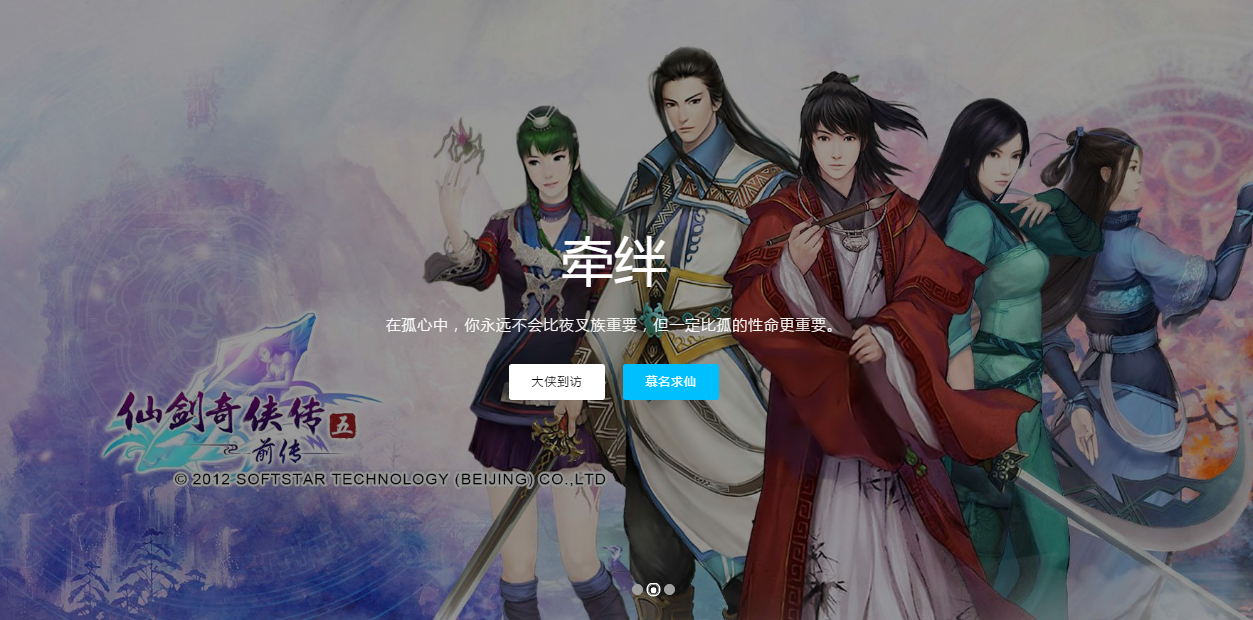 牵绊
在孤心中，你永远不会比夜叉族重要，但一定比孤的性命更重要。
大侠到访
慕名求仙
仙剑奇侠传五
前传
© 2012 SOFTSTAR TECHNOLOGY (BEIJING) CO.,LTD